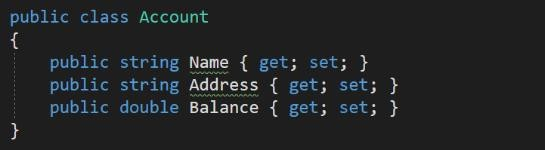 public class Account
{
public string Name { get; set; }
public string Address { get; set; }
public double Balance { get; set; }
}